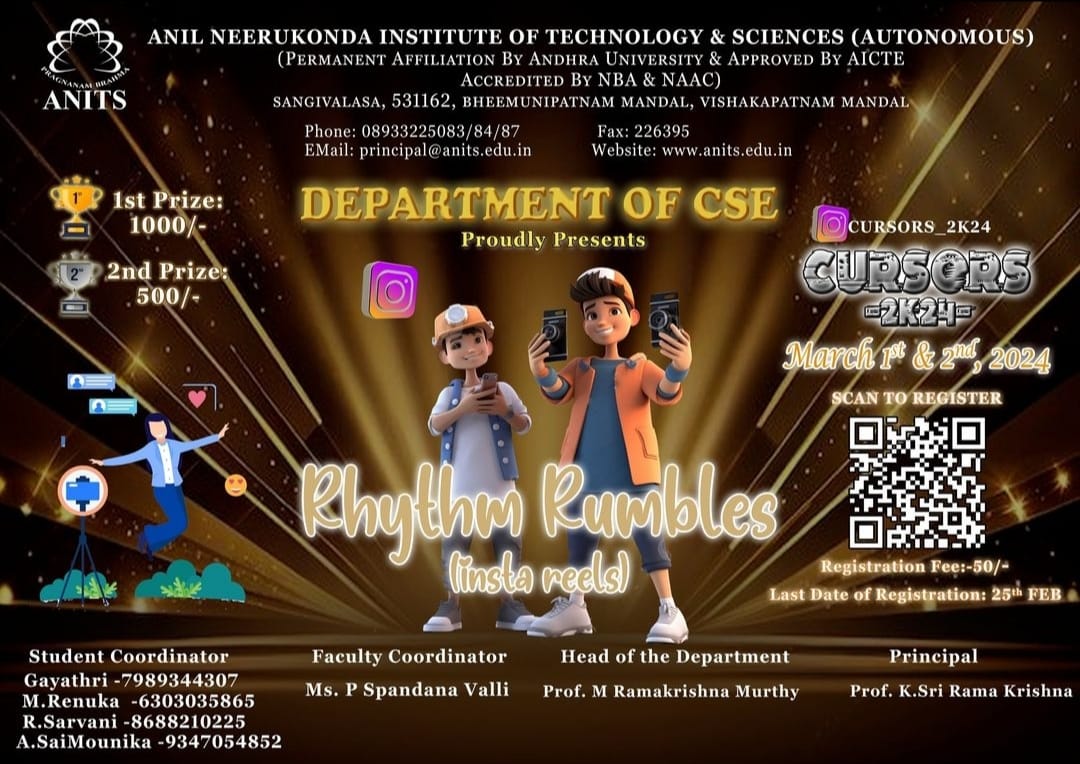 PRAGNANAM BRAHMA
ANITS
ANIL NEERUKONDA INSTITUTE OF TECHNOLOGY & SCIENCES (AUTONOMOUS)
(PERMANENT AFFILIATION BY ANDHRA UNIVERSITY & APPROVED BY AICTE
ACCREDITED BY NBA & NAAC)
SANGIVALASA, 531162, BHEEMUNIPATNAM MANDAL, VISHAKAPATNAM MANDAL
Phone: 08933225083/84/87
Fax: 226395
EMail: principal@anits.edu.in
Website: www.anits.edu.in
1st
1st Prize:
1000/-
2nd
2nd Prize:
500/-
DEPARTMENT OF CSE
Proudly Presents
CURSORS_2K24
CURSORS
-2K24-
March 1st & 2nd, 2024
SCAN TO REGISTER
Rhythm Rumbles
(insta reels)
Registration Fee:-50/-
Last Date of Registration: 25th FEB
Student Coordinator
Gayathri -7989344307
M.Renuka -6303035865
R.Sarvani -8688210225
A.SaiMounika -9347054852
Faculty Coordinator
Ms. P Spandana Valli
Head of the Department
Prof. M Ramakrishna Murthy
Principal
Prof. K.Sri Rama Krishna